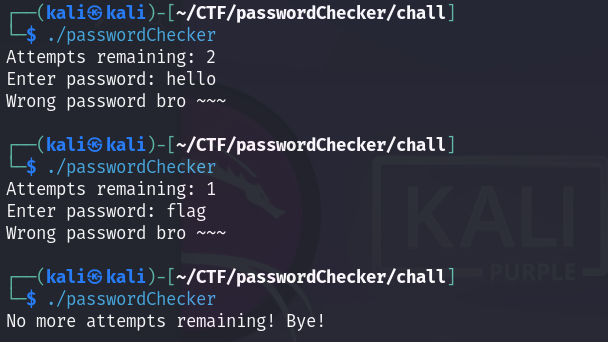 ┌──(kali㉿kali)-[~/CTF/passwordChecker/chall]
└─$ ./passwordChecker
Attempts remaining: 2
Enter password: hello
Wrong password bro ~~~
┌──(kali㉿kali)-[~/CTF/passwordChecker/chall]
└─$ ./passwordChecker
Attempts remaining: 1
Enter password: flag
Wrong password bro ~~~
┌──(kali㉿kali)-[~/CTF/passwordChecker/chall]
└─$ ./passwordChecker
No more attempts remaining! Bye!
KALI
PURPLE